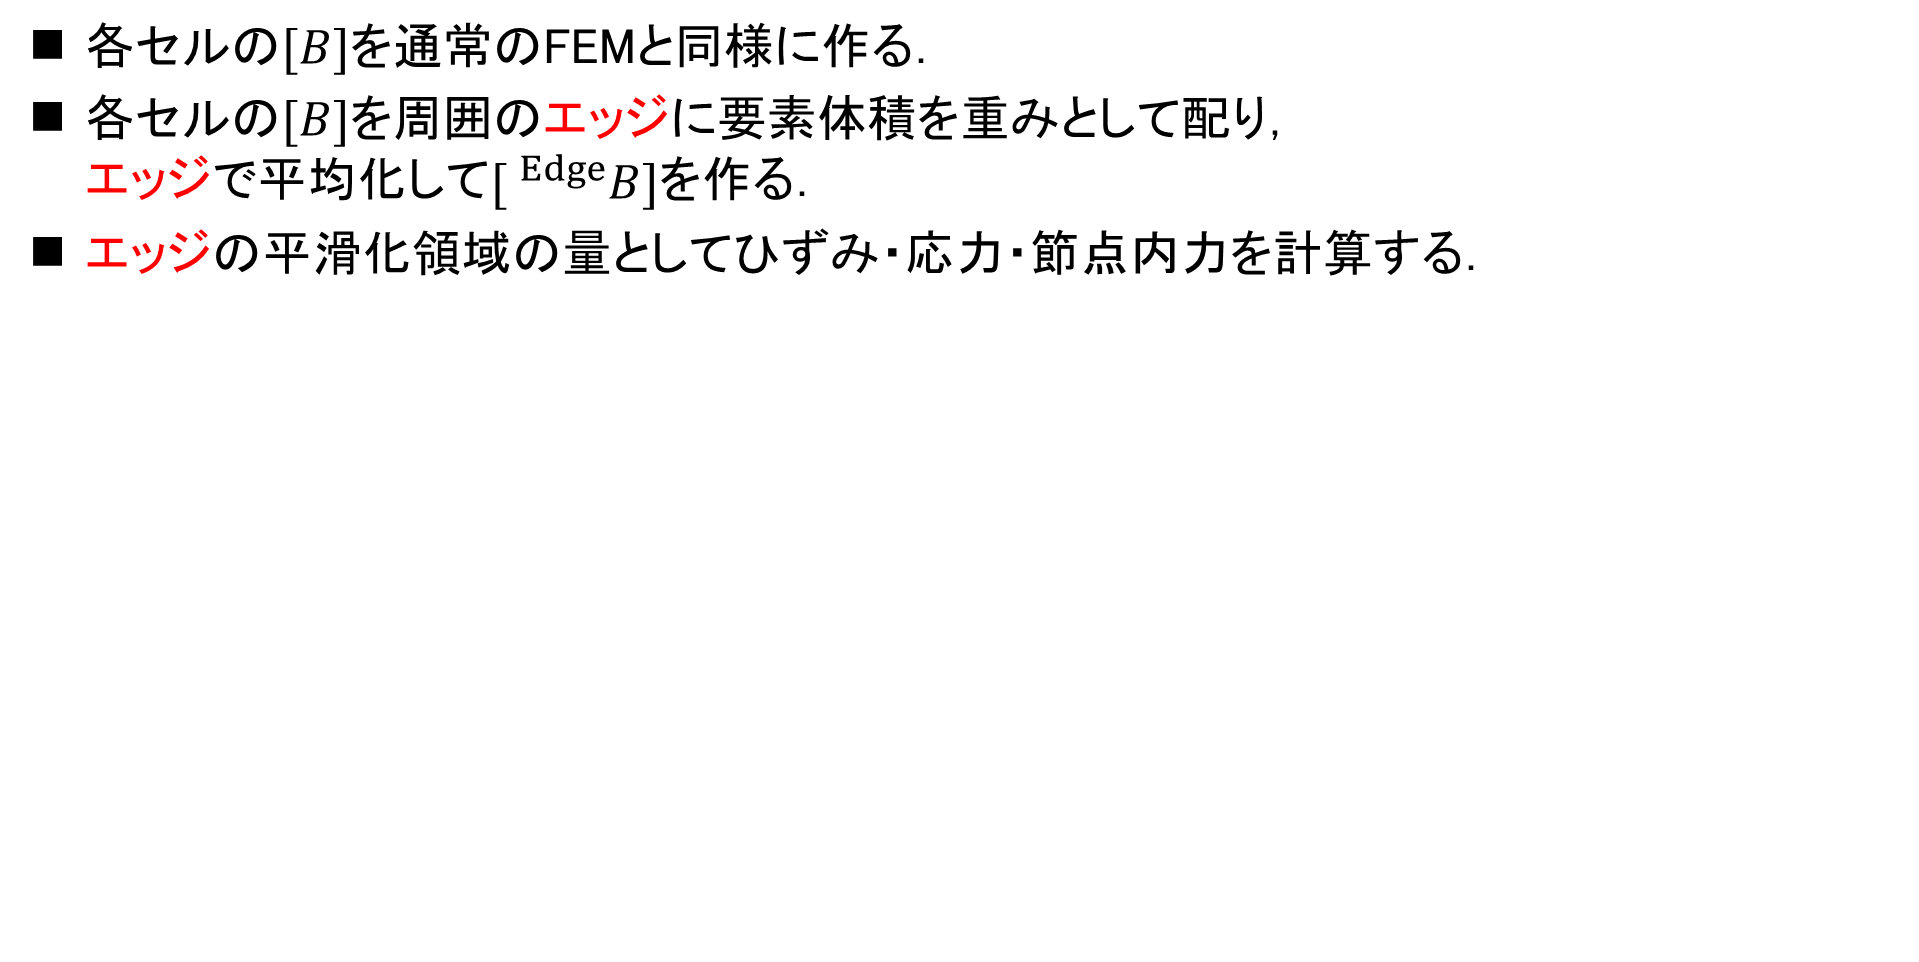 ■ 各セルの[B]を通常のFEMと同様に作る.
■ 各セルの[B]を周囲のエッジに要素体積を重みとして配り,
エッジで平均化して[ ᴱᵈᵍᵉB]を作る.
■ エッジの平滑化領域の量としてひずみ・応力・節点内力を計算する.